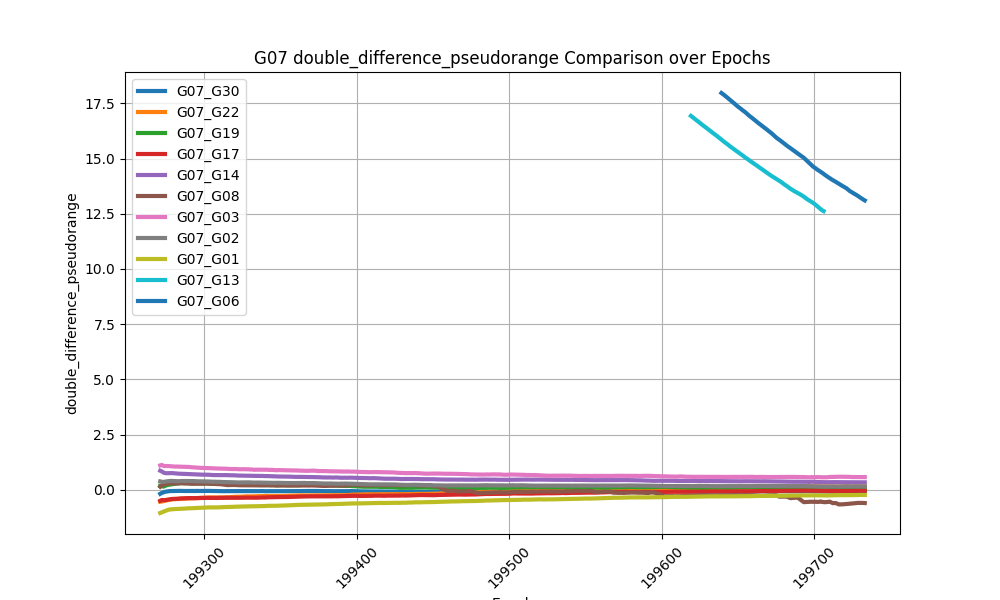 G07 double_difference_pseudorange Comparison over Epochs
double_difference_pseudorange
17.5
15.0
12.5
10.0
7.5
5.0
2.5
0.0
G07_G30
G07_G22
G07_G19
G07_G17
G07_G14
G07_G08
G07_G03
G07_G02
G07_G01
G07_G13
G07_G06
199300
199400
199500
199600
199700